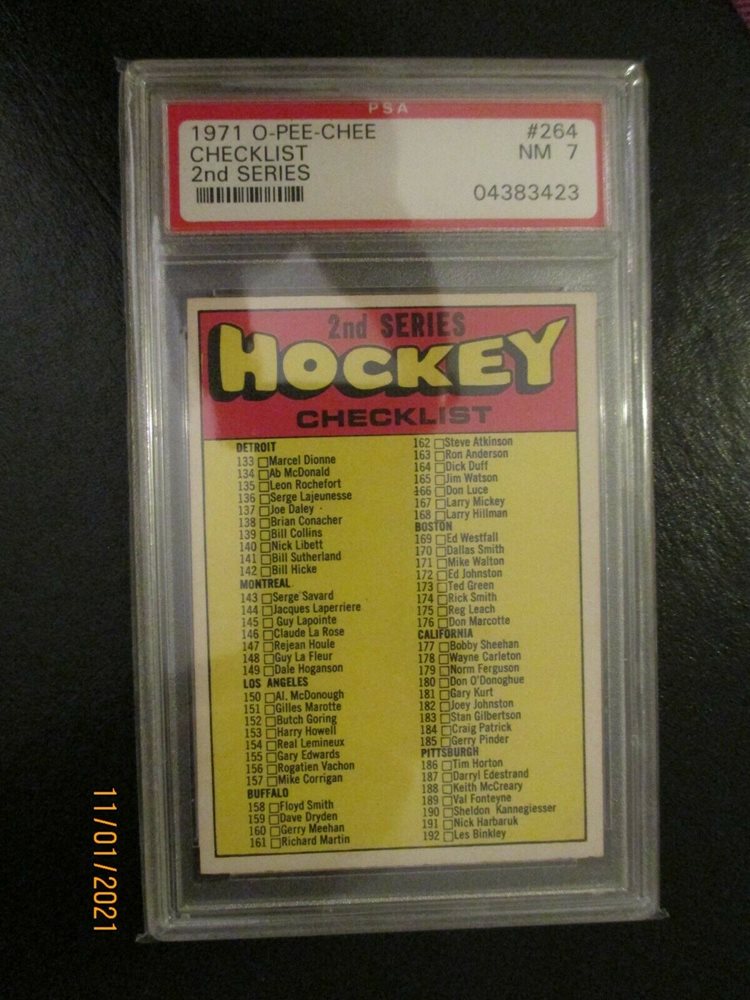 PSA
1971 O-PEE-CHEE #264
CHECKLIST NM 7
2nd SERIES
04383423
2nd SERIES
HOCKEY
CHECKLIST
DETROIT
133 Marcel Dionne
134 Ab McDonald
135 Leon Rochefort
136 Serge Lajeunesse
137 Joe Daley
138 Brian Conacher
139 Bill Collins
140 Nick Libett
141 Bill Sutherland
142 Bill Hicke
MONTREAL
143 Serge Savard
144 Jacques Laperriere
145 Guy Lapointe
146 Claude La Rose
147 Rejean Houle
148 Guy La Fleur
149 Dale Hoganson
LOS ANGELES
150 Al. McDonough
151 Gilles Marotte
152 Butch Goring
153 Harry Howell
154 Real Lemineux
155 Gary Edwards
156 Rogatien Vachon
157 Mike Corrigan
BUFFALO
158 Floyd Smith
159 Dave Dryden
160 Gerry Meehan
161 Richard Martin
162 Steve Atkinson
163 Ron Anderson
164 Dick Duff
165 Jim Watson
166 Don Luce
167 Larry Mickey
168 Larry Hillman
BOSTON
169 Ed Westfall
170 Dallas Smith
171 Mike Walton
172 Ed Johnston
173 Ted Green
174 Rick Smith
175 Reg Leach
176 Don Marcotte
CALIFORNIA
177 Bobby Sheehan
178 Wayne Carleton
179 Norm Ferguson
180 Don O'Donoghue
181 Gary Kurt
182 Joey Johnston
183 Stan Gilbertson
184 Craig Patrick
185 Gerry Pinder
PITTSBURGH
186 Tim Horton
187 Darryl Edestrand
188 Keith McCreary
189 Val Fonteyne
190 Sheldon Kannegiesser
191 Nick Harbaruk
192 Les Binkley
11/01/2021